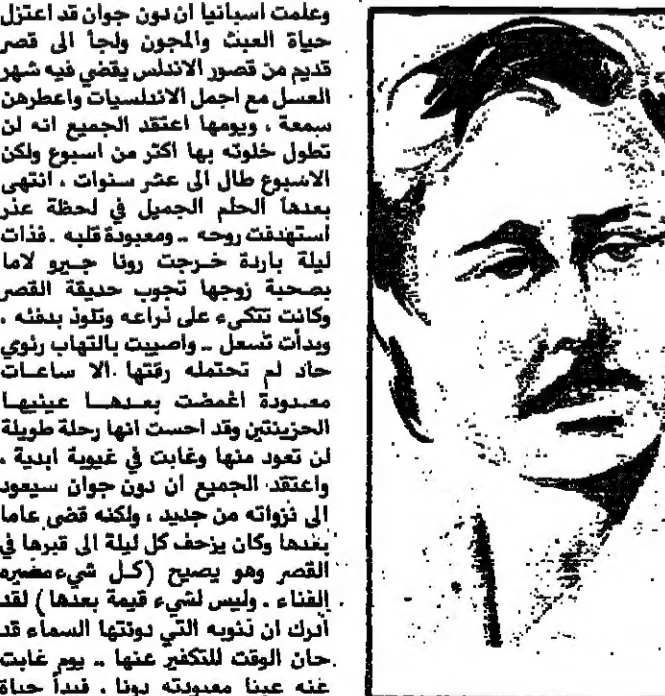 وعلمت اسبانيا ان دون جوان قد اعتزل
حياة العبث والمجون ولجأ الى قصر
قديم من قصور الاندلس يقضي فيه شهر
العسل مع اجمل الاندلسيات واعطرهن
سمعة ، ويومها اعتقد الجميع انه لن
تطول خلوته بها اكثر من اسبوع ولكن
الاسبوع طال الى عشر سنوات ، انتهى
بعدها الحلم الجميل في لحظة غدر
استهدفت روحه .. ومعبودة قلبه . فذات
ليلة باردة خرجت رونا جيرو لاما
بصحبة زوجها تجوب حديقة القصر
وكانت تتكيء على ذراعه وتلوذ بدفئه ،
وبدأت تسعل .. واصيبت بالتهاب رئوي
حاد لم تحتمله رقتها الا ساعات
معدودة اغمضت بعدها عينيها
الحزينتين وقد احست انها رحلة طويلة
لن تعود منها وغابت في غيوبة ابدية ،
واعتقد الجميع ان دون جوان سيعود
الى نزواته من جديد ، ولكنه قضى عاما
بعدها وكان يزحف كل ليلة الى قبرها في
القصر وهو يصيح (كل شيء مصيره
الفناء . وليس لشيء قيمة بعدها) لقد
ادرك ان ذنوبه التي دونتها السماء قد
حان الوقت للتكفير عنها .. يوم غابت
عنه عينا معبودته دونا ، فبدأ حياة